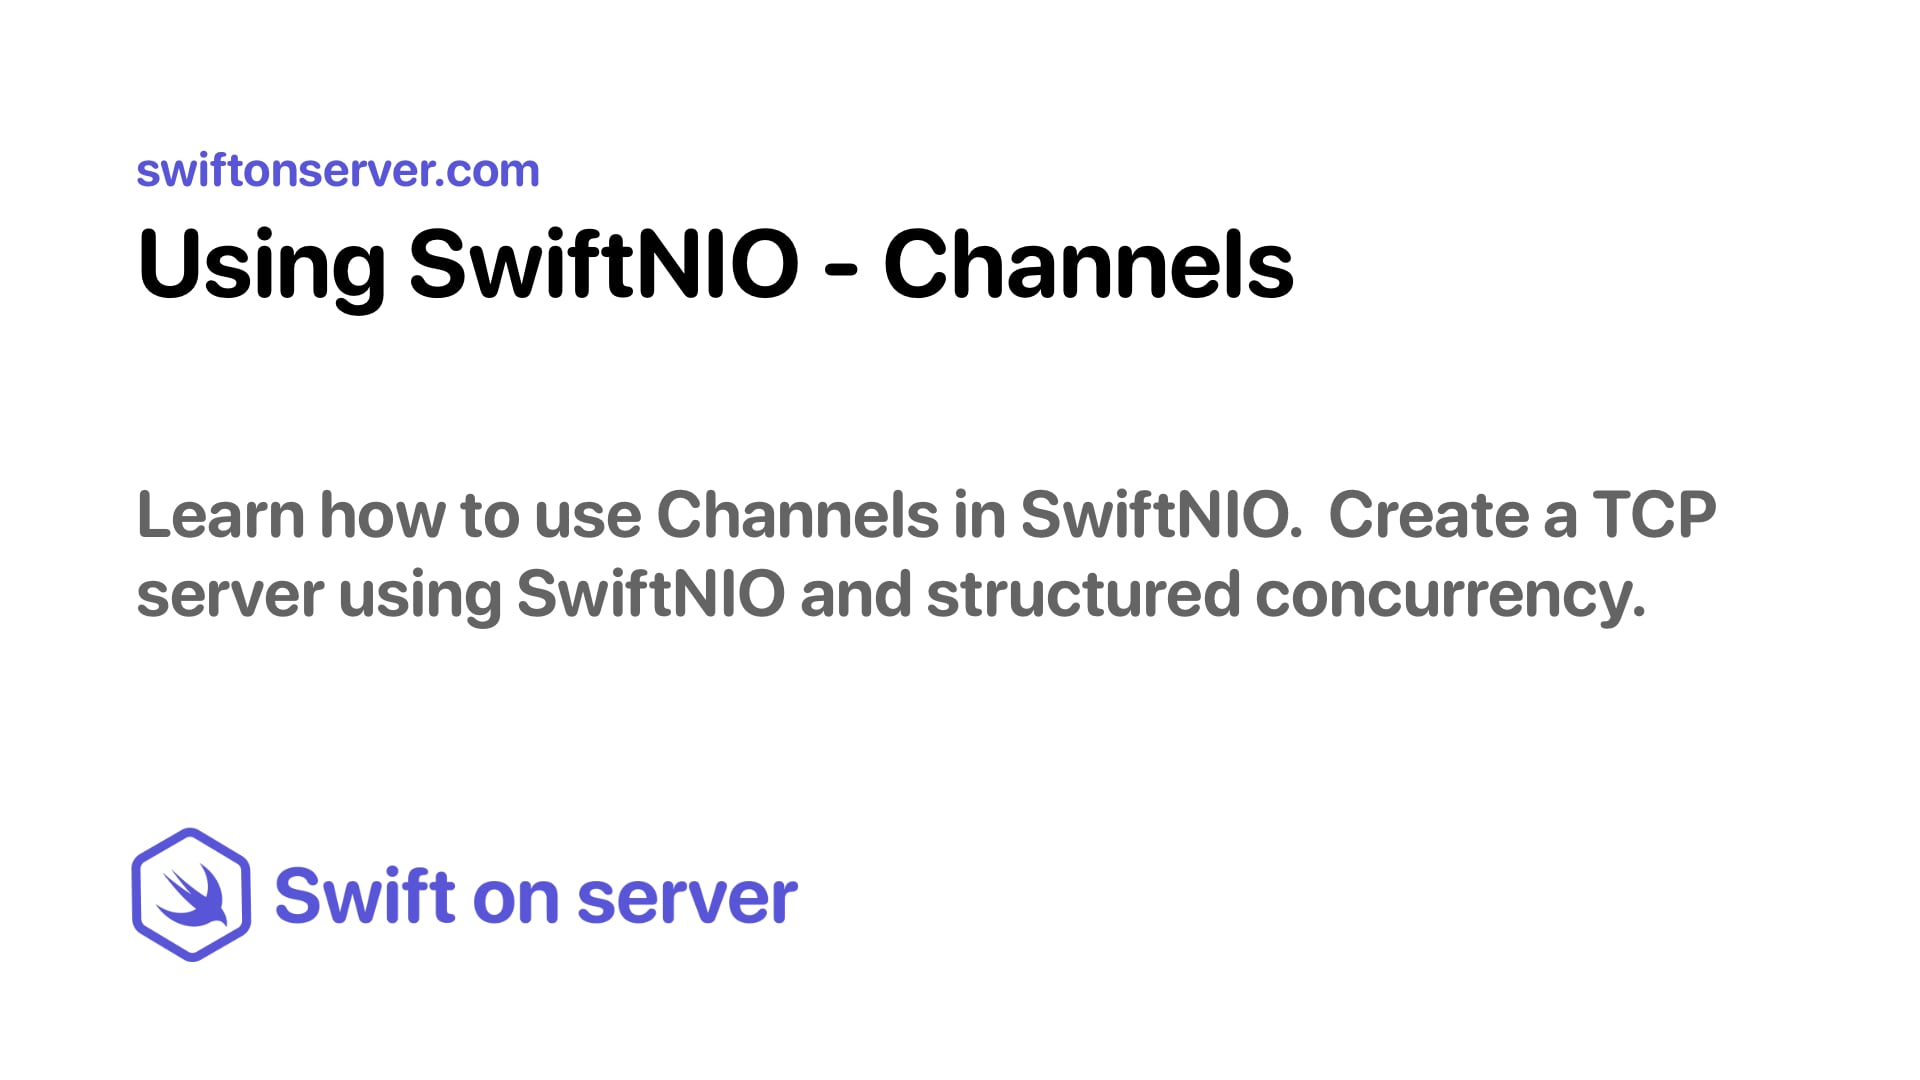 swiftonserver.com
Using SwiftNIO - Channels
Learn how to use Channels in SwiftNIO.  Create a TCP
server using SwiftNIO and structured concurrency.
Swift on server